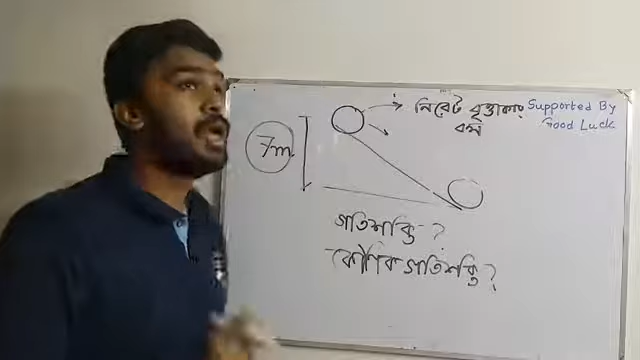 নিরেট বৃত্তাকার
বল
Supported By
Good Luck
7m
গতিশক্তি ?
কৌণিক গতিশক্তি ?